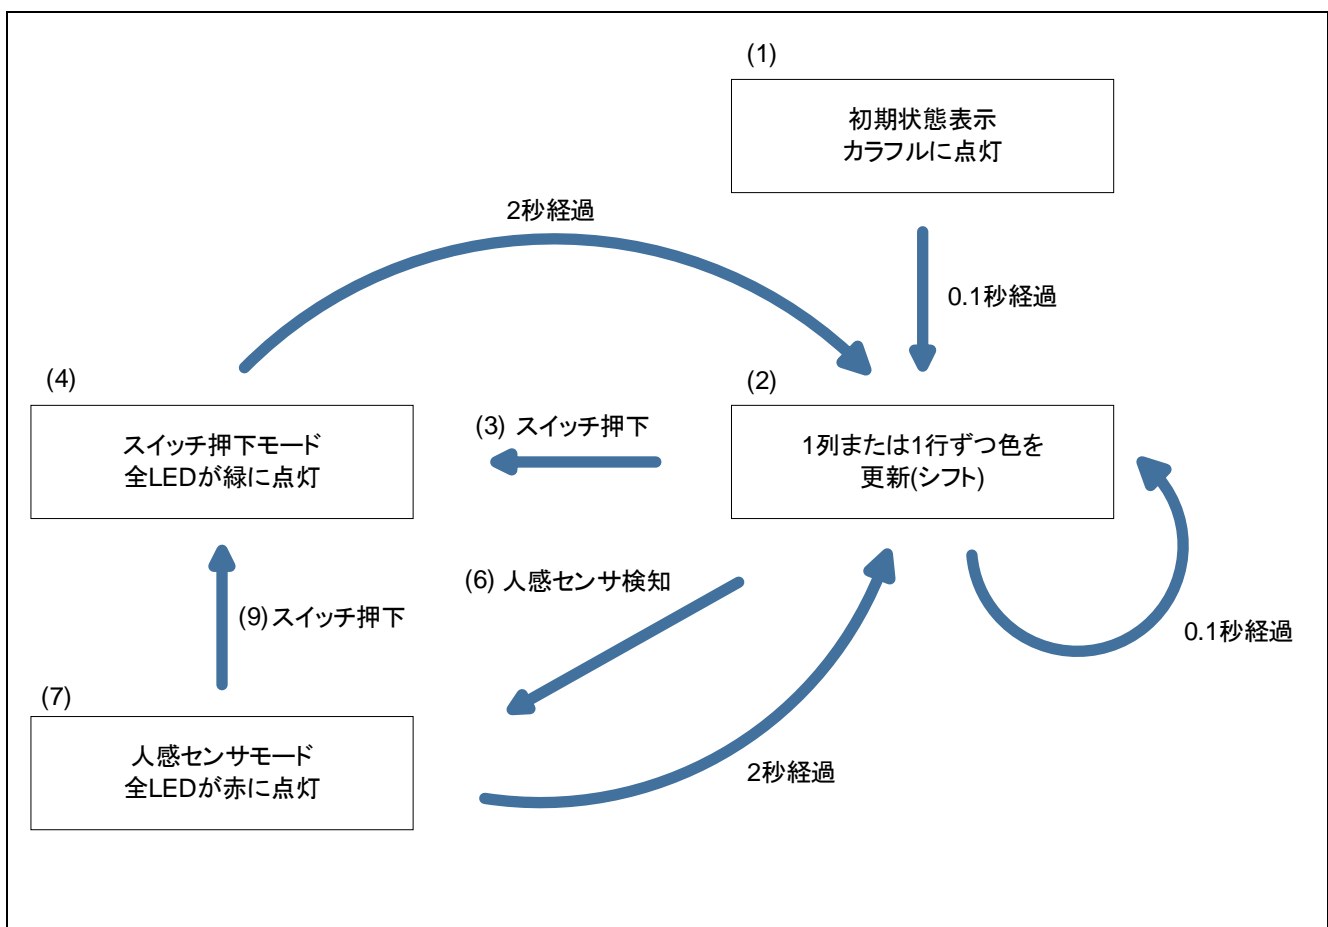 (1)
初期状態表示
カラフルに点灯
2秒経過
0.1秒経過
(4)
スイッチ押下モード
全LEDが緑に点灯
(3) スイッチ押下
(2)
1列または1行ずつ色を
更新(シフト)
(6) 人感センサ検知
(9) スイッチ押下
0.1秒経過
(7)
人感センサモード
全LEDが赤に点灯
2秒経過